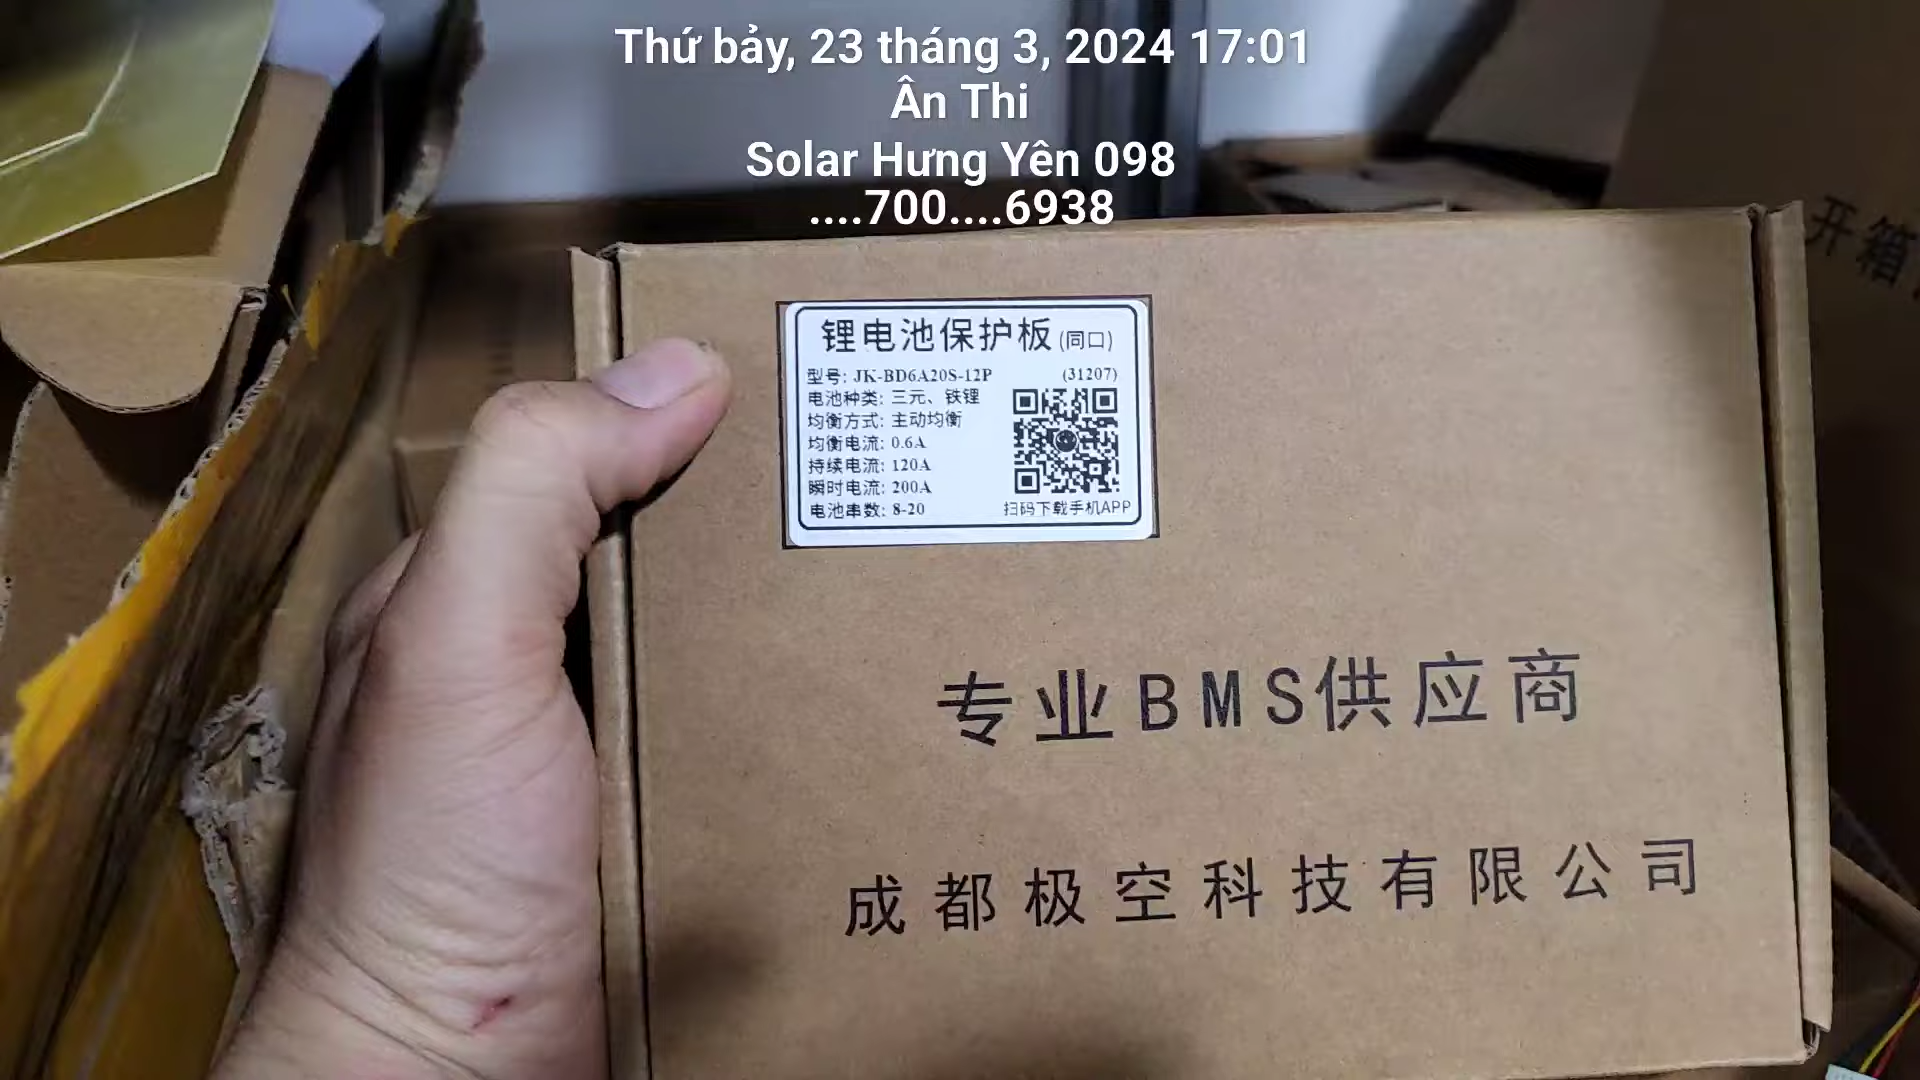 Thứ bảy, 23 tháng 3, 2024 17:01
Ân Thi
Solar Hưng Yên 098
....700....6938
开箱
锂电池保护板(同口)
型号: JK-BD6A20S-12P (31207)
电池种类: 三元、铁锂
均衡方式: 主动均衡
均衡电流: 0.6A
持续电流: 120A
瞬时电流: 200A
电池串数: 8-20
扫码下载手机APP
专业BMS供应商
成都极空科技有限公司